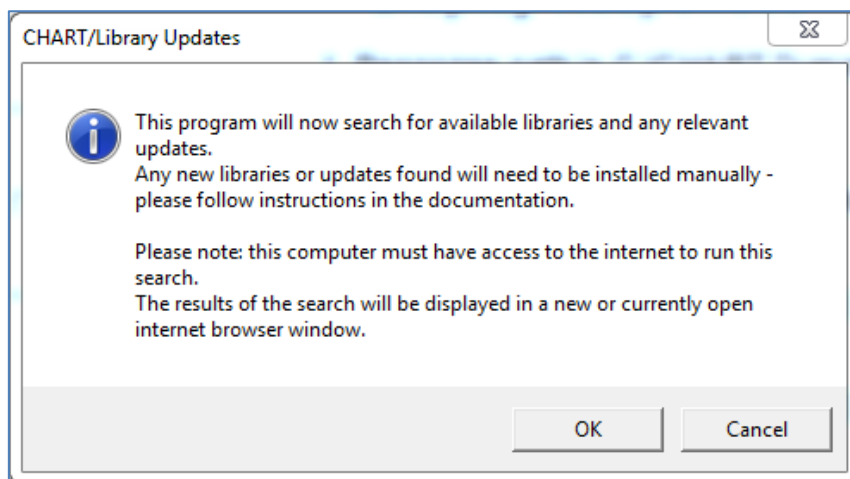 CHART/Library Updates
This program will now search for available libraries and any relevant
updates.
Any new libraries or updates found will need to be installed manually -
please follow instructions in the documentation.
Please note: this computer must have access to the internet to run this
search.
The results of the search will be displayed in a new or currently open
internet browser window.
OK
Cancel